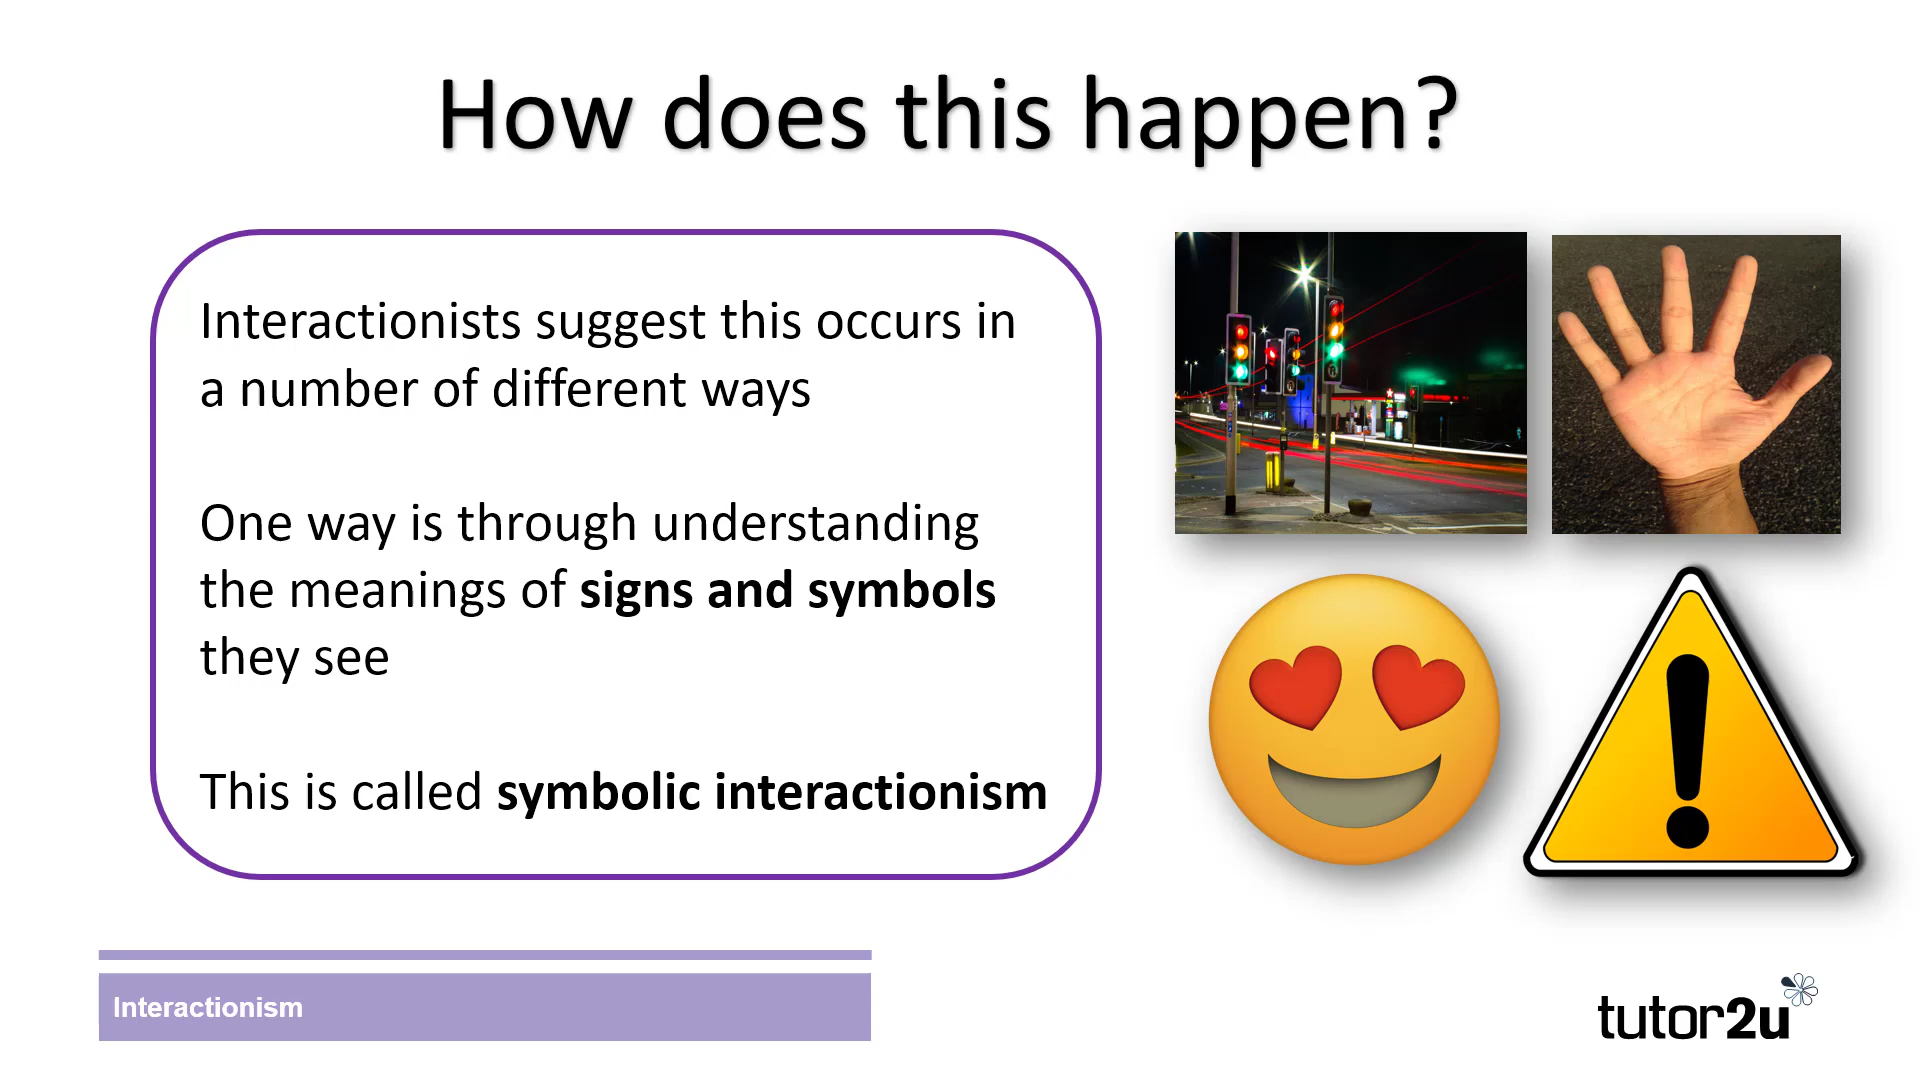 How does this happen?
Interactionists suggest this occurs in
a number of different ways
One way is through understanding
the meanings of signs and symbols
they see
This is called symbolic interactionism
Interactionism
tutor2u